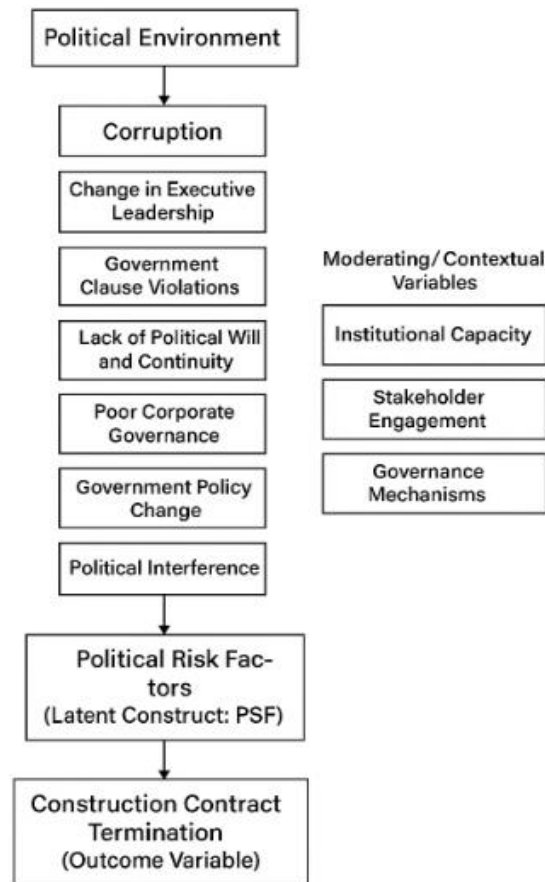 Political Environment
Corruption
Change in Executive
Leadership
Government
Clause Violations
Lack of Political Will
and Continuity
Poor Corporate
Governance
Government Policy
Change
Political Interference
Political Risk Fac-
tors
(Latent Construct: PSF)
Construction Contract
Termination
(Outcome Variable)
Moderating/Contextual
Variables
Institutional Capacity
Stakeholder
Engagement
Governance
Mechanisms